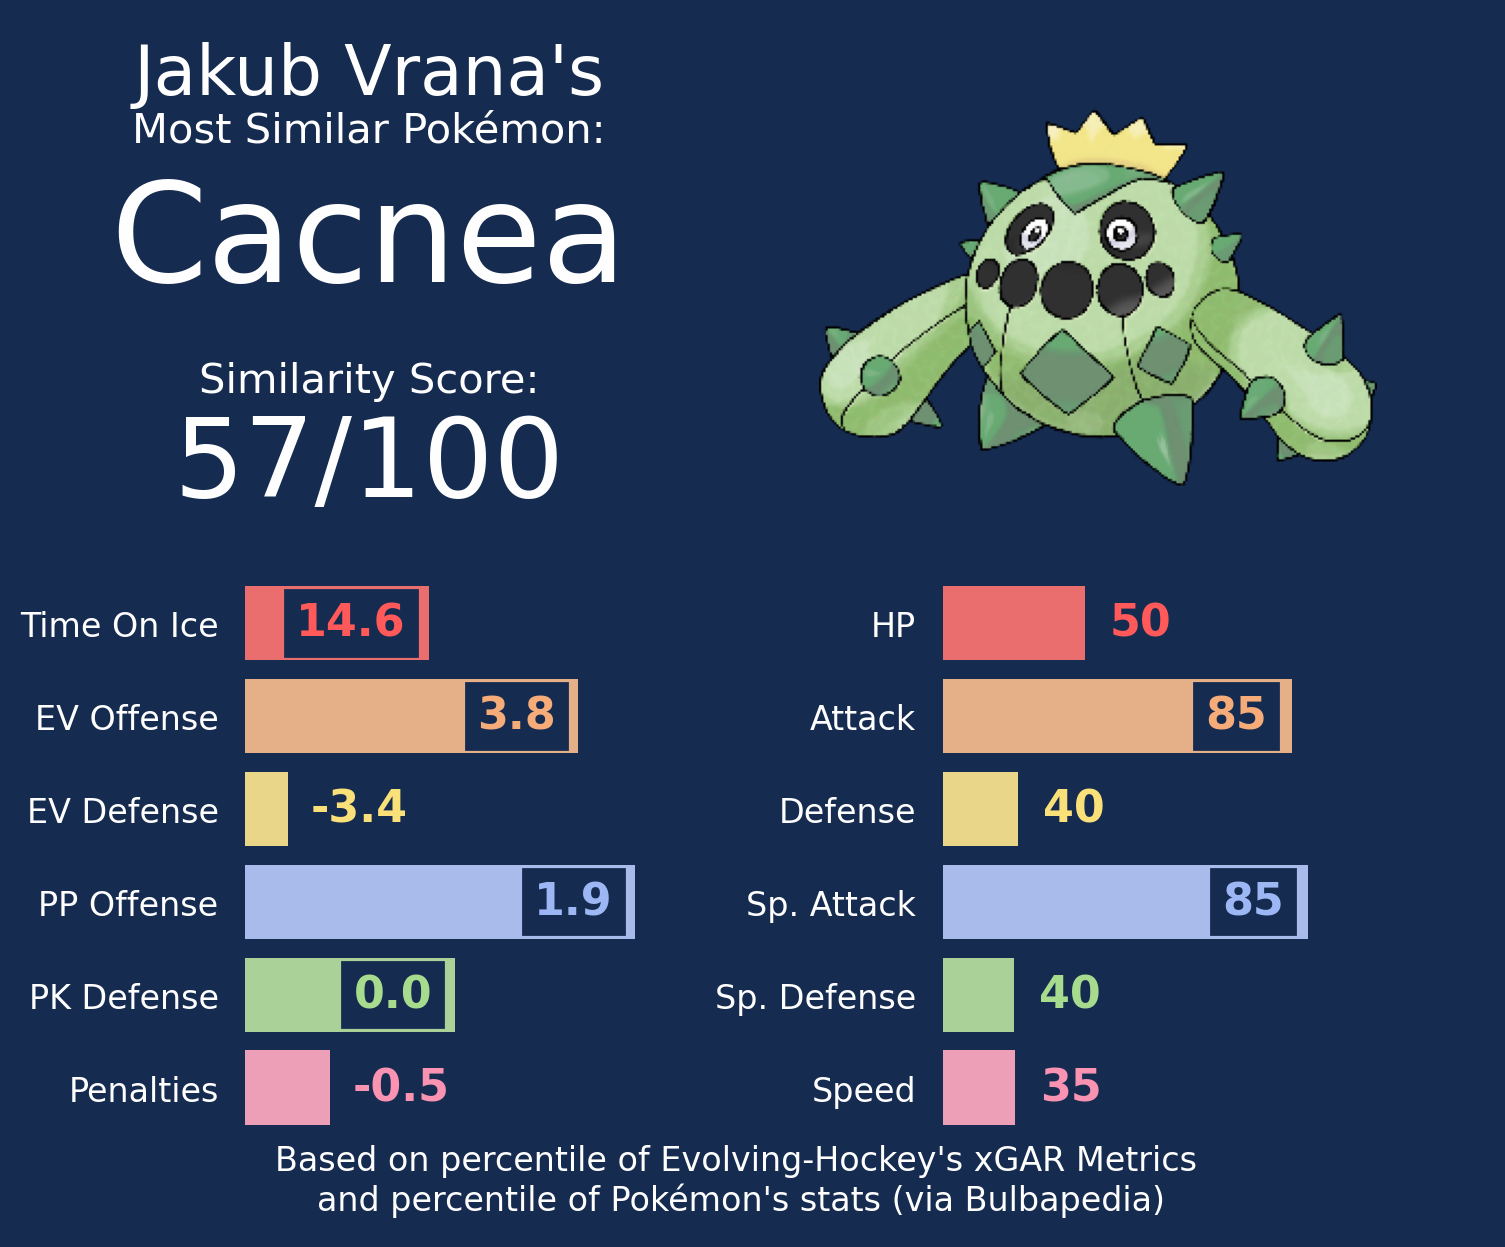 Jakub Vrana's
Most Similar Pokémon:
Cacnea
Similarity Score:
57/100
Time On Ice 14.6
EV Offense 3.8
EV Defense -3.4
PP Offense 1.9
PK Defense 0.0
Penalties -0.5
HP 50
Attack 85
Defense 40
Sp. Attack 85
Sp. Defense 40
Speed 35
Based on percentile of Evolving-Hockey's xGAR Metrics
and percentile of Pokémon's stats (via Bulbapedia)